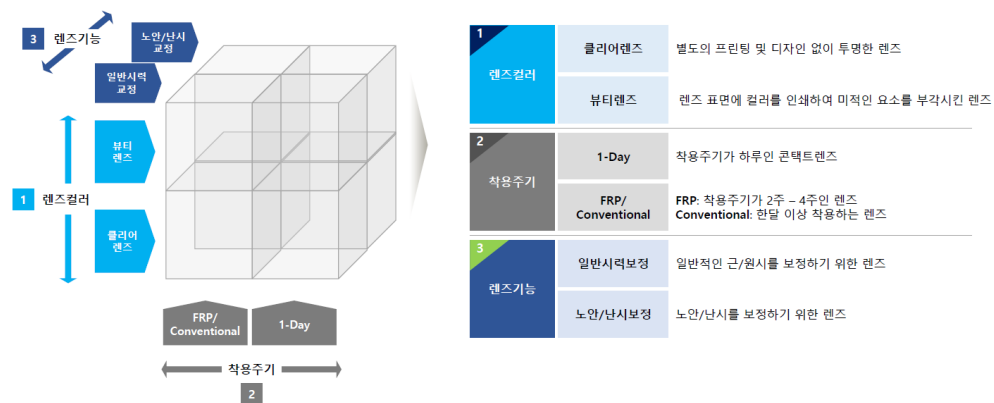 3
렌즈기능
노안/난시
교정
일반시력
교정
뷰티
렌즈
1
렌즈컬러
클리어
렌즈
FRP/
Conventional
1-Day
착용주기
2
1
렌즈컬러
클리어렌즈
별도의 프린팅 및 디자인 없이 투명한 렌즈
뷰티렌즈
렌즈 표면에 컬러를 인쇄하여 미적인 요소를 부각시킨 렌즈
2
착용주기
1-Day
착용주기가 하루인 콘택트렌즈
FRP/
Conventional
FRP: 착용주기가 2주 – 4주인 렌즈
Conventional: 한달 이상 착용하는 렌즈
3
렌즈기능
일반시력보정
일반적인 근/원시를 보정하기 위한 렌즈
노안/난시보정
노안/난시를 보정하기 위한 렌즈